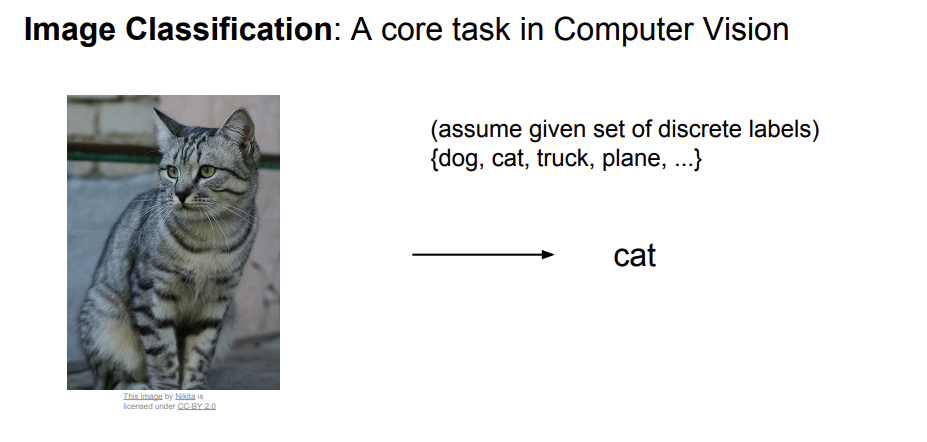 Image Classification: A core task in Computer Vision
(assume given set of discrete labels)
{dog, cat, truck, plane, ...}
cat
This image by Nikita is
licensed under CC-BY 2.0